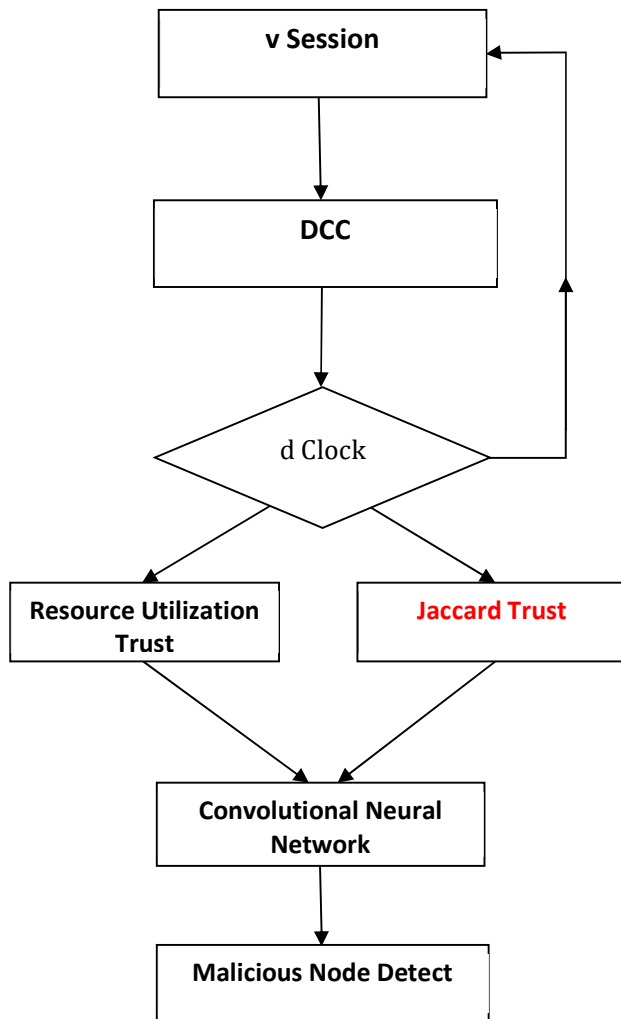 v Session
DCC
d Clock
Resource Utilization
Trust
Jaccard Trust
Convolutional Neural
Network
Malicious Node Detect